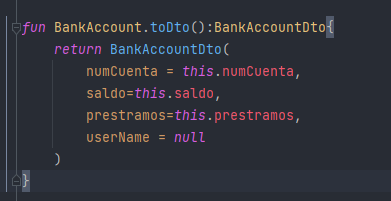 fun BankAccount.toDto():BankAccountDto{
return BankAccountDto(
numCuenta = this.numCuenta,
saldo=this.saldo,
prestramos=this.prestramos,
userName = null
)
}